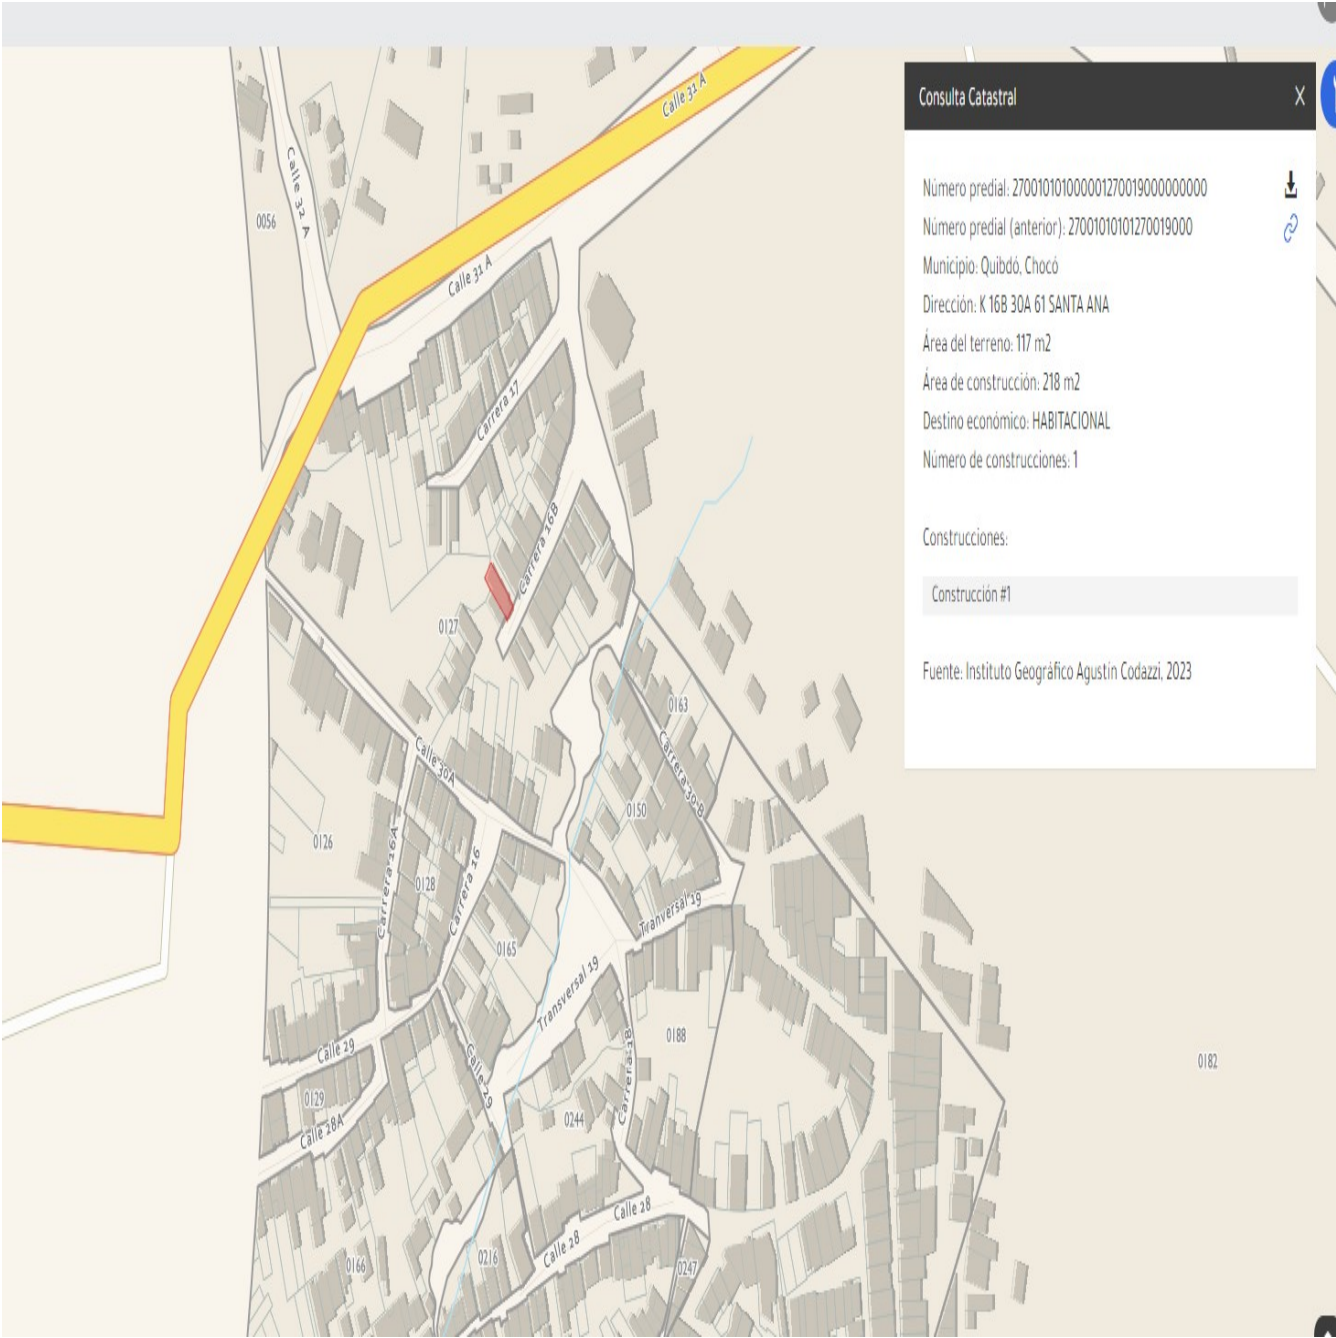 Consulta Catastral
X
Número predial: 270010101000001270019000000000
Número predial (anterior): 27001010101270019000
Municipio: Quibdó, Chocó
Dirección: K 16B 30A 61 SANTA ANA
Área del terreno: 117 m2
Área de construcción: 218 m2
Destino económico: HABITACIONAL
Número de construcciones: 1
Construcciones:
Construcción #1
Fuente: Instituto Geográfico Agustín Codazzi, 2023
Calle 31 A
Calle 32 A
0056
Calle 31 A
Carrera 17
Carrera 16B
0127
0163
Carrera 30 B
Calle 30A
0150
0126
Carrera 16 A
0128
Carrera 16
Tranversal 19
0165
Transversal 19
0188
Calle 29
Calle 29
Carrera 18
0182
0129
Calle 28A
0244
Calle 28
Calle 28
0166
0216
0247